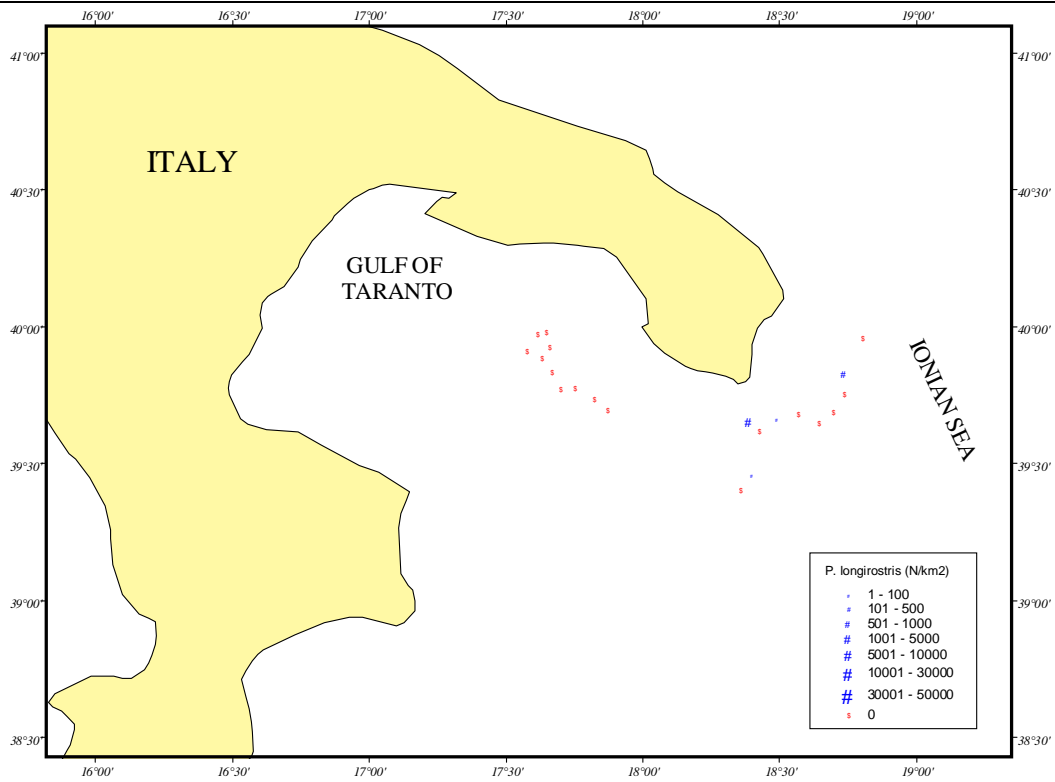 16°00' 16°30' 17°00' 17°30' 18°00' 18°30' 19°00'
41°00' 41°00'
ITALY
40°30' 40°30'
GULF OF
TARANTO
40°00' 40°00'
IONIAN SEA
39°30' 39°30'
P. longirostris (N/km2)
# 1 - 100
# 101 - 500
# 501 - 1000
# 1001 - 5000
# 5001 - 10000
# 10001 - 30000
# 30001 - 50000
$ 0
39°00' 39°00'
38°30' 38°30'
16°00' 16°30' 17°00' 17°30' 18°00' 18°30' 19°00'